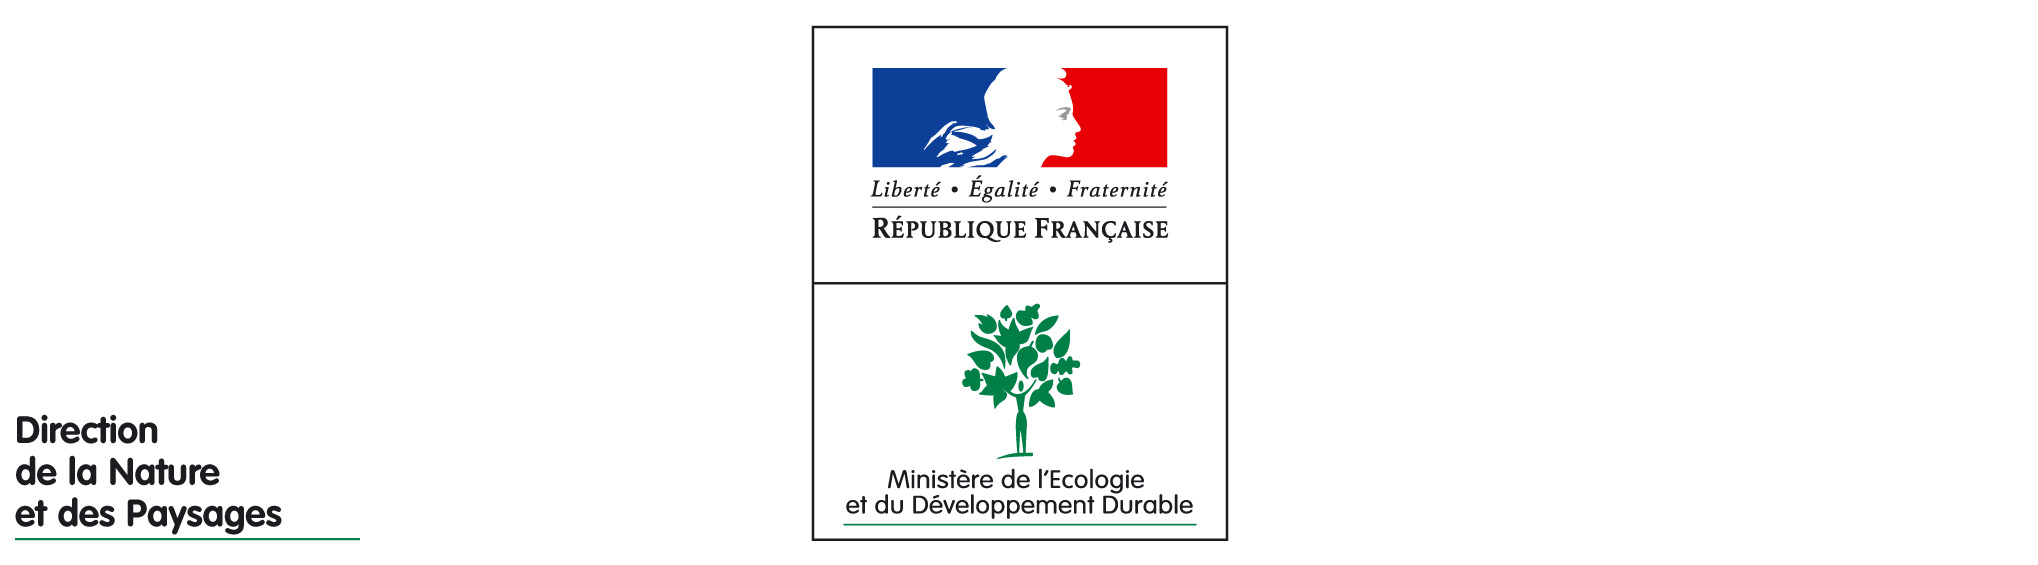 Liberté • Égalité • Fraternité
RÉPUBLIQUE FRANÇAISE
Ministère de l'Ecologie
et du Développement Durable
Direction
de la Nature
et des Paysages